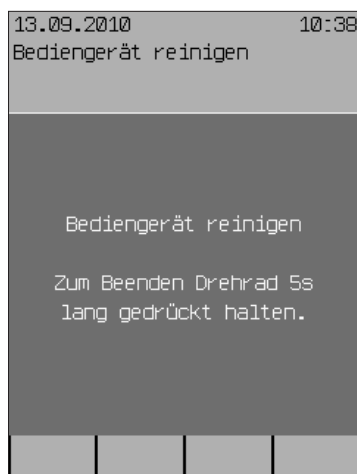 13.09.2010 10:38
Bediengerät reinigen
Bediengerät reinigen
Zum Beenden Drehrad 5s
lang gedrückt halten.